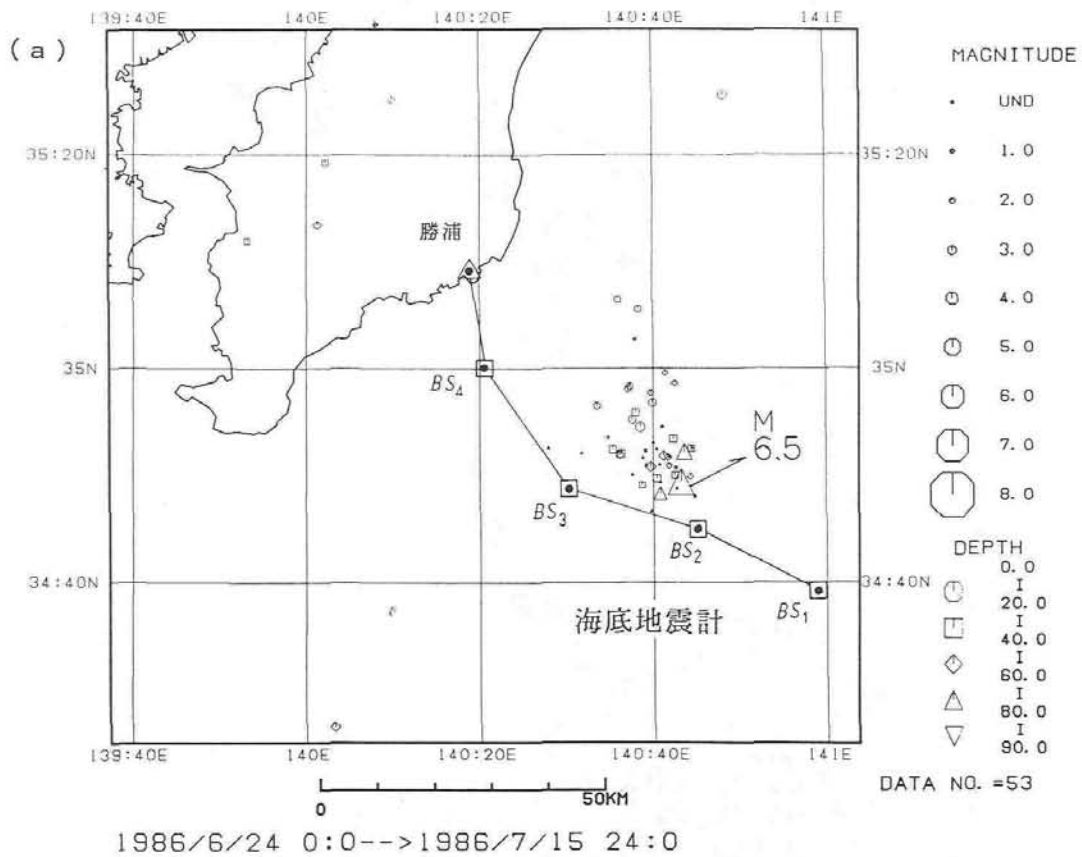 139:40 140E 140:20E 140:40E 141E
(a)
MAGNITUDE
UND
1.0
2.0
3.0
4.0
5.0
6.0
7.0
8.0
35:20N 35:20N
勝浦
35N 35N
BS4
M
6.5
BS3
BS2
BS1
34:40N 34:40N
海底地震計
DEPTH
0.0
I
20.0
I
40.0
I
60.0
I
80.0
I
90.0
139:40E 140E 140:20E 140:40E 141E
DATA NO. =53
0 50KM
1986/6/24 0:0-->1986/7/15 24:0